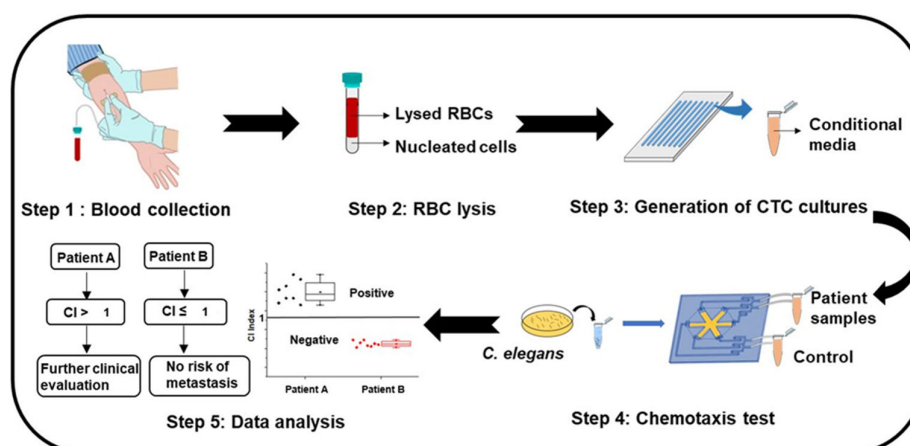 Lysed RBCs
Nucleated cells
Conditional
media
Step 1 : Blood collection
Step 2: RBC lysis
Step 3: Generation of CTC cultures
Patient A
Patient B
CI > 1
CI ≤ 1
Further clinical
evaluation
No risk of
metastasis
CI Index
1
Positive
Negative
Patient A
Patient B
Step 5: Data analysis
C. elegans
Patient
samples
Control
Step 4: Chemotaxis test